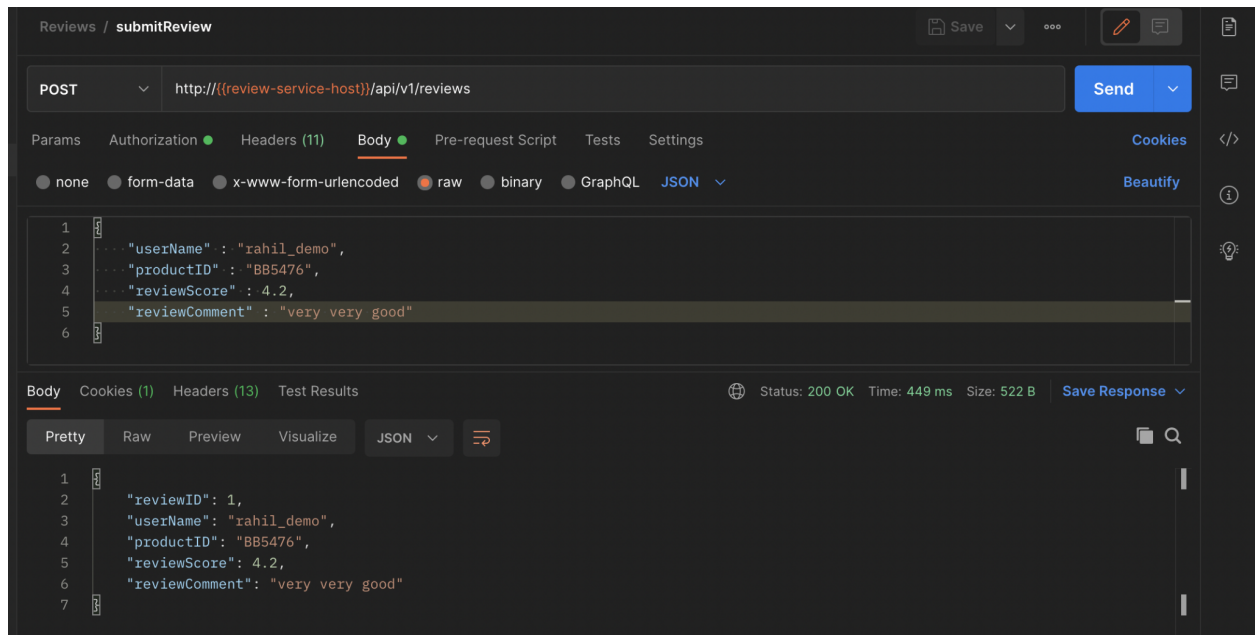 Reviews / submitReview
Save
POST http://{{review-service-host}}/api/v1/reviews Send
Params Authorization Headers (11) Body Pre-request Script Tests Settings Cookies
none form-data x-www-form-urlencoded raw binary GraphQL JSON Beautify
1 {
2 "userName" : "rahil_demo",
3 "productID" : "BB5476",
4 "reviewScore" : 4.2,
5 "reviewComment" : "very very good"
6 }
Body Cookies (1) Headers (13) Test Results Status: 200 OK Time: 449 ms Size: 522 B Save Response
Pretty Raw Preview Visualize JSON
1 {
2 "reviewID": 1,
3 "userName": "rahil_demo",
4 "productID": "BB5476",
5 "reviewScore": 4.2,
6 "reviewComment": "very very good"
7 }